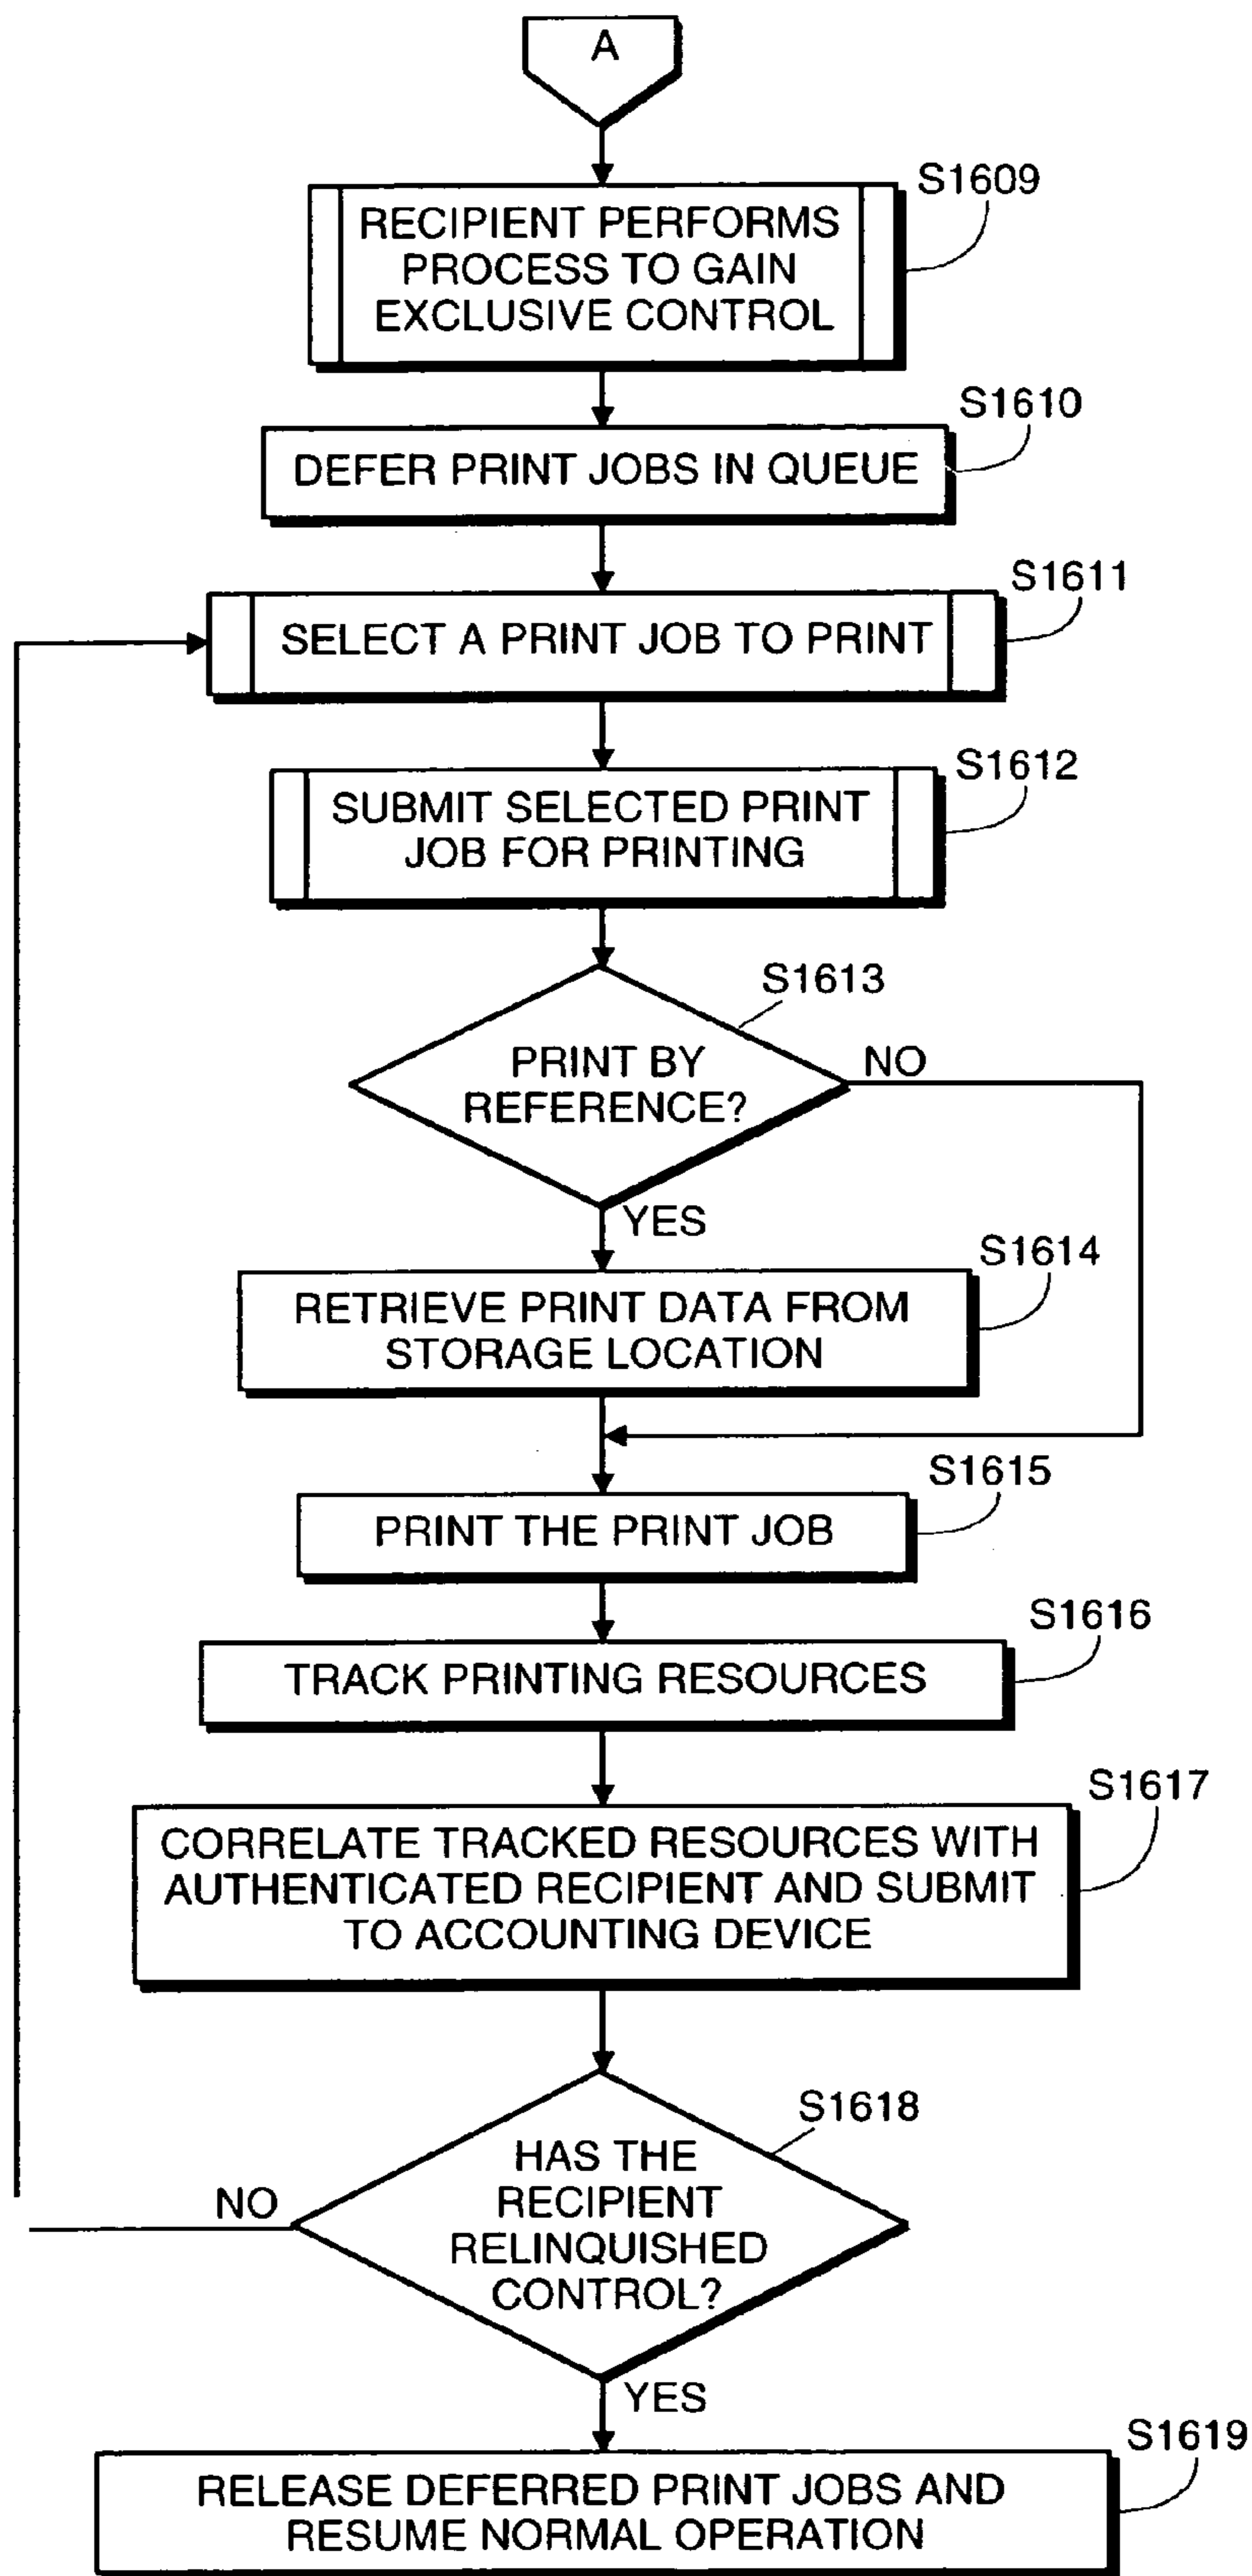 A
S1609
RECIPIENT PERFORMS
PROCESS TO GAIN
EXCLUSIVE CONTROL
S1610
DEFER PRINT JOBS IN QUEUE
S1611
SELECT A PRINT JOB TO PRINT
S1612
SUBMIT SELECTED PRINT
JOB FOR PRINTING
S1613
PRINT BY
REFERENCE?
NO
YES
S1614
RETRIEVE PRINT DATA FROM
STORAGE LOCATION
S1615
PRINT THE PRINT JOB
S1616
TRACK PRINTING RESOURCES
S1617
CORRELATE TRACKED RESOURCES WITH
AUTHENTICATED RECIPIENT AND SUBMIT
TO ACCOUNTING DEVICE
S1618
HAS THE
RECIPIENT
RELINQUISHED
CONTROL?
NO
YES
S1619
RELEASE DEFERRED PRINT JOBS AND
RESUME NORMAL OPERATION